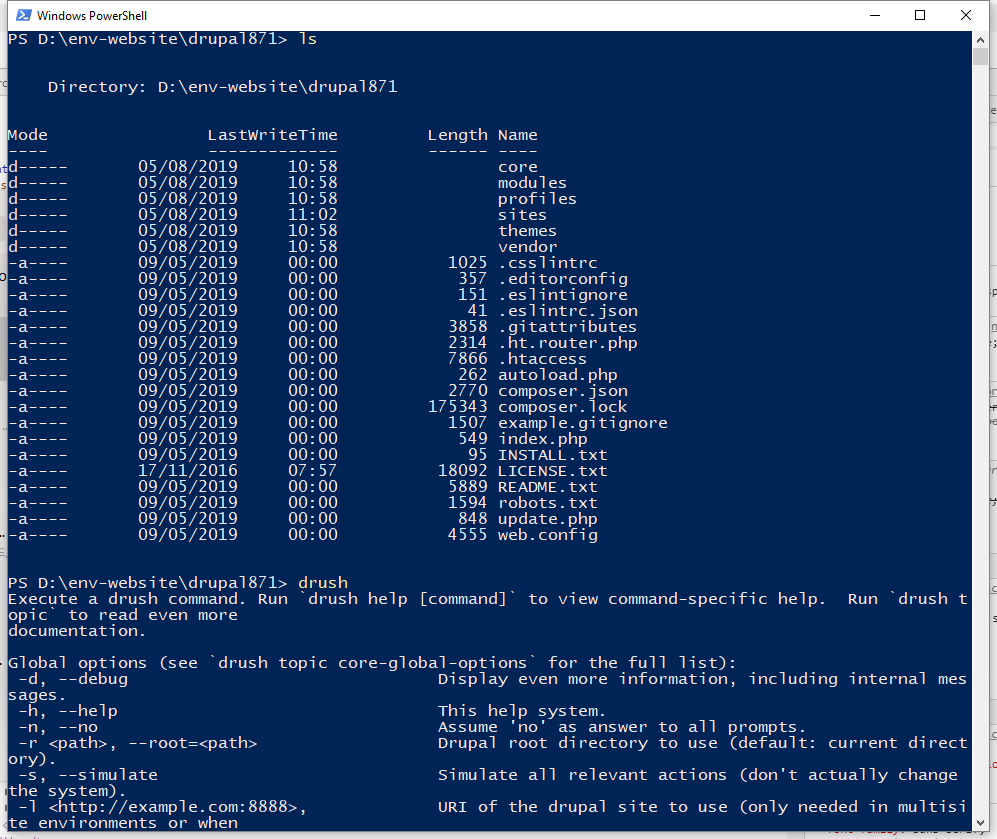 Windows PowerShell
PS D:\env-website\drupal871> ls
Directory: D:\env-website\drupal871
Mode LastWriteTime Length Name
---- ------------- ------ ----
d----- 05/08/2019 10:58 core
d----- 05/08/2019 10:58 modules
d----- 05/08/2019 10:58 profiles
d----- 05/08/2019 11:02 sites
d----- 05/08/2019 10:58 themes
d----- 05/08/2019 10:58 vendor
-a---- 09/05/2019 00:00 1025 .csslintrc
-a---- 09/05/2019 00:00 357 .editorconfig
-a---- 09/05/2019 00:00 151 .eslintignore
-a---- 09/05/2019 00:00 41 .eslintrc.json
-a---- 09/05/2019 00:00 3858 .gitattributes
-a---- 09/05/2019 00:00 2314 .ht.router.php
-a---- 09/05/2019 00:00 7866 .htaccess
-a---- 09/05/2019 00:00 262 autoload.php
-a---- 09/05/2019 00:00 2770 composer.json
-a---- 09/05/2019 00:00 175343 composer.lock
-a---- 09/05/2019 00:00 1507 example.gitignore
-a---- 09/05/2019 00:00 549 index.php
-a---- 09/05/2019 00:00 95 INSTALL.txt
-a---- 17/11/2016 07:57 18092 LICENSE.txt
-a---- 09/05/2019 00:00 5889 README.txt
-a---- 09/05/2019 00:00 1594 robots.txt
-a---- 09/05/2019 00:00 848 update.php
-a---- 09/05/2019 00:00 4555 web.config
PS D:\env-website\drupal871> drush
Execute a drush command. Run `drush help [command]` to view command-specific help.  Run `drush t
opic` to read even more
documentation.
Global options (see `drush topic core-global-options` for the full list):
-d, --debug Display even more information, including internal mes
sages.
-h, --help This help system.
-n, --no Assume 'no' as answer to all prompts.
-r <path>, --root=<path> Drupal root directory to use (default: current direct
ory).
-s, --simulate Simulate all relevant actions (don't actually change
the system).
-l <http://example.com:8888>, URI of the drupal site to use (only needed in multisi
te environments or when